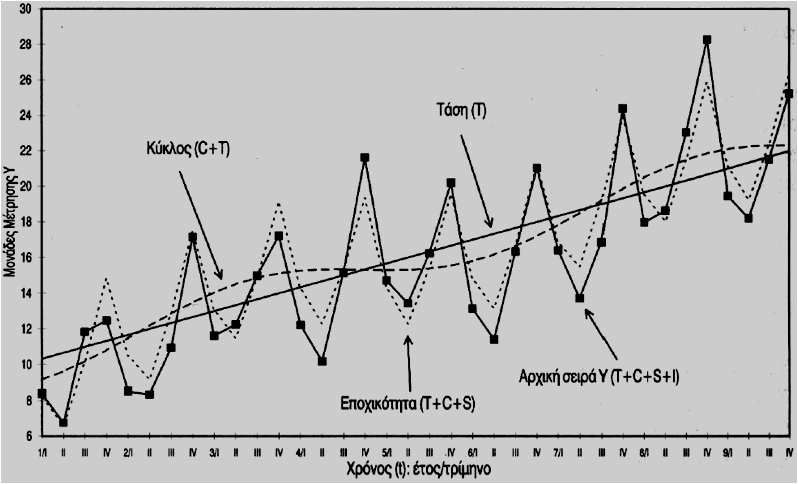 30
28
26
24
22
20
18
16
14
12
10
8
6
Μονάδες Μέτρησης Υ
Τάση (Τ)
Κύκλος (C+T)
Εποχικότητα (T+C+S)
Αρχική σειρά Υ (T+C+S+I)
1/I II III IV 2/I II III IV 3/I II III IV 4/I II III IV 5/I II III IV 6/I II III IV 7/I II III IV 8/I II III IV 9/I II III IV
Χρόνος (t): έτος/τρίμηνο